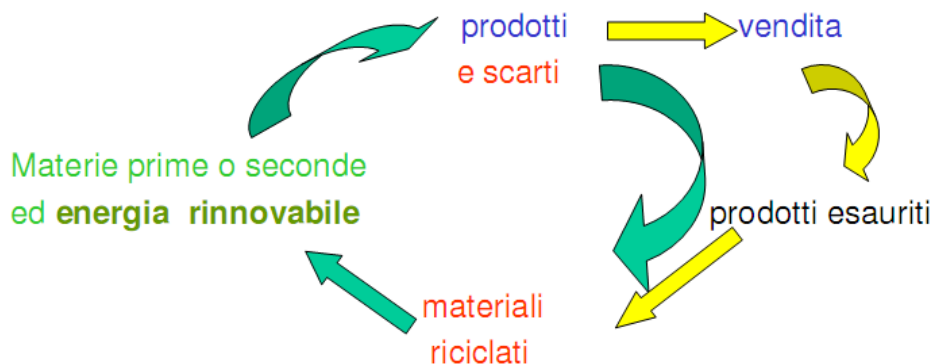 prodotti
e scarti
vendita
Materie prime o seconde
ed energia rinnovabile
prodotti esauriti
materiali
riciclati